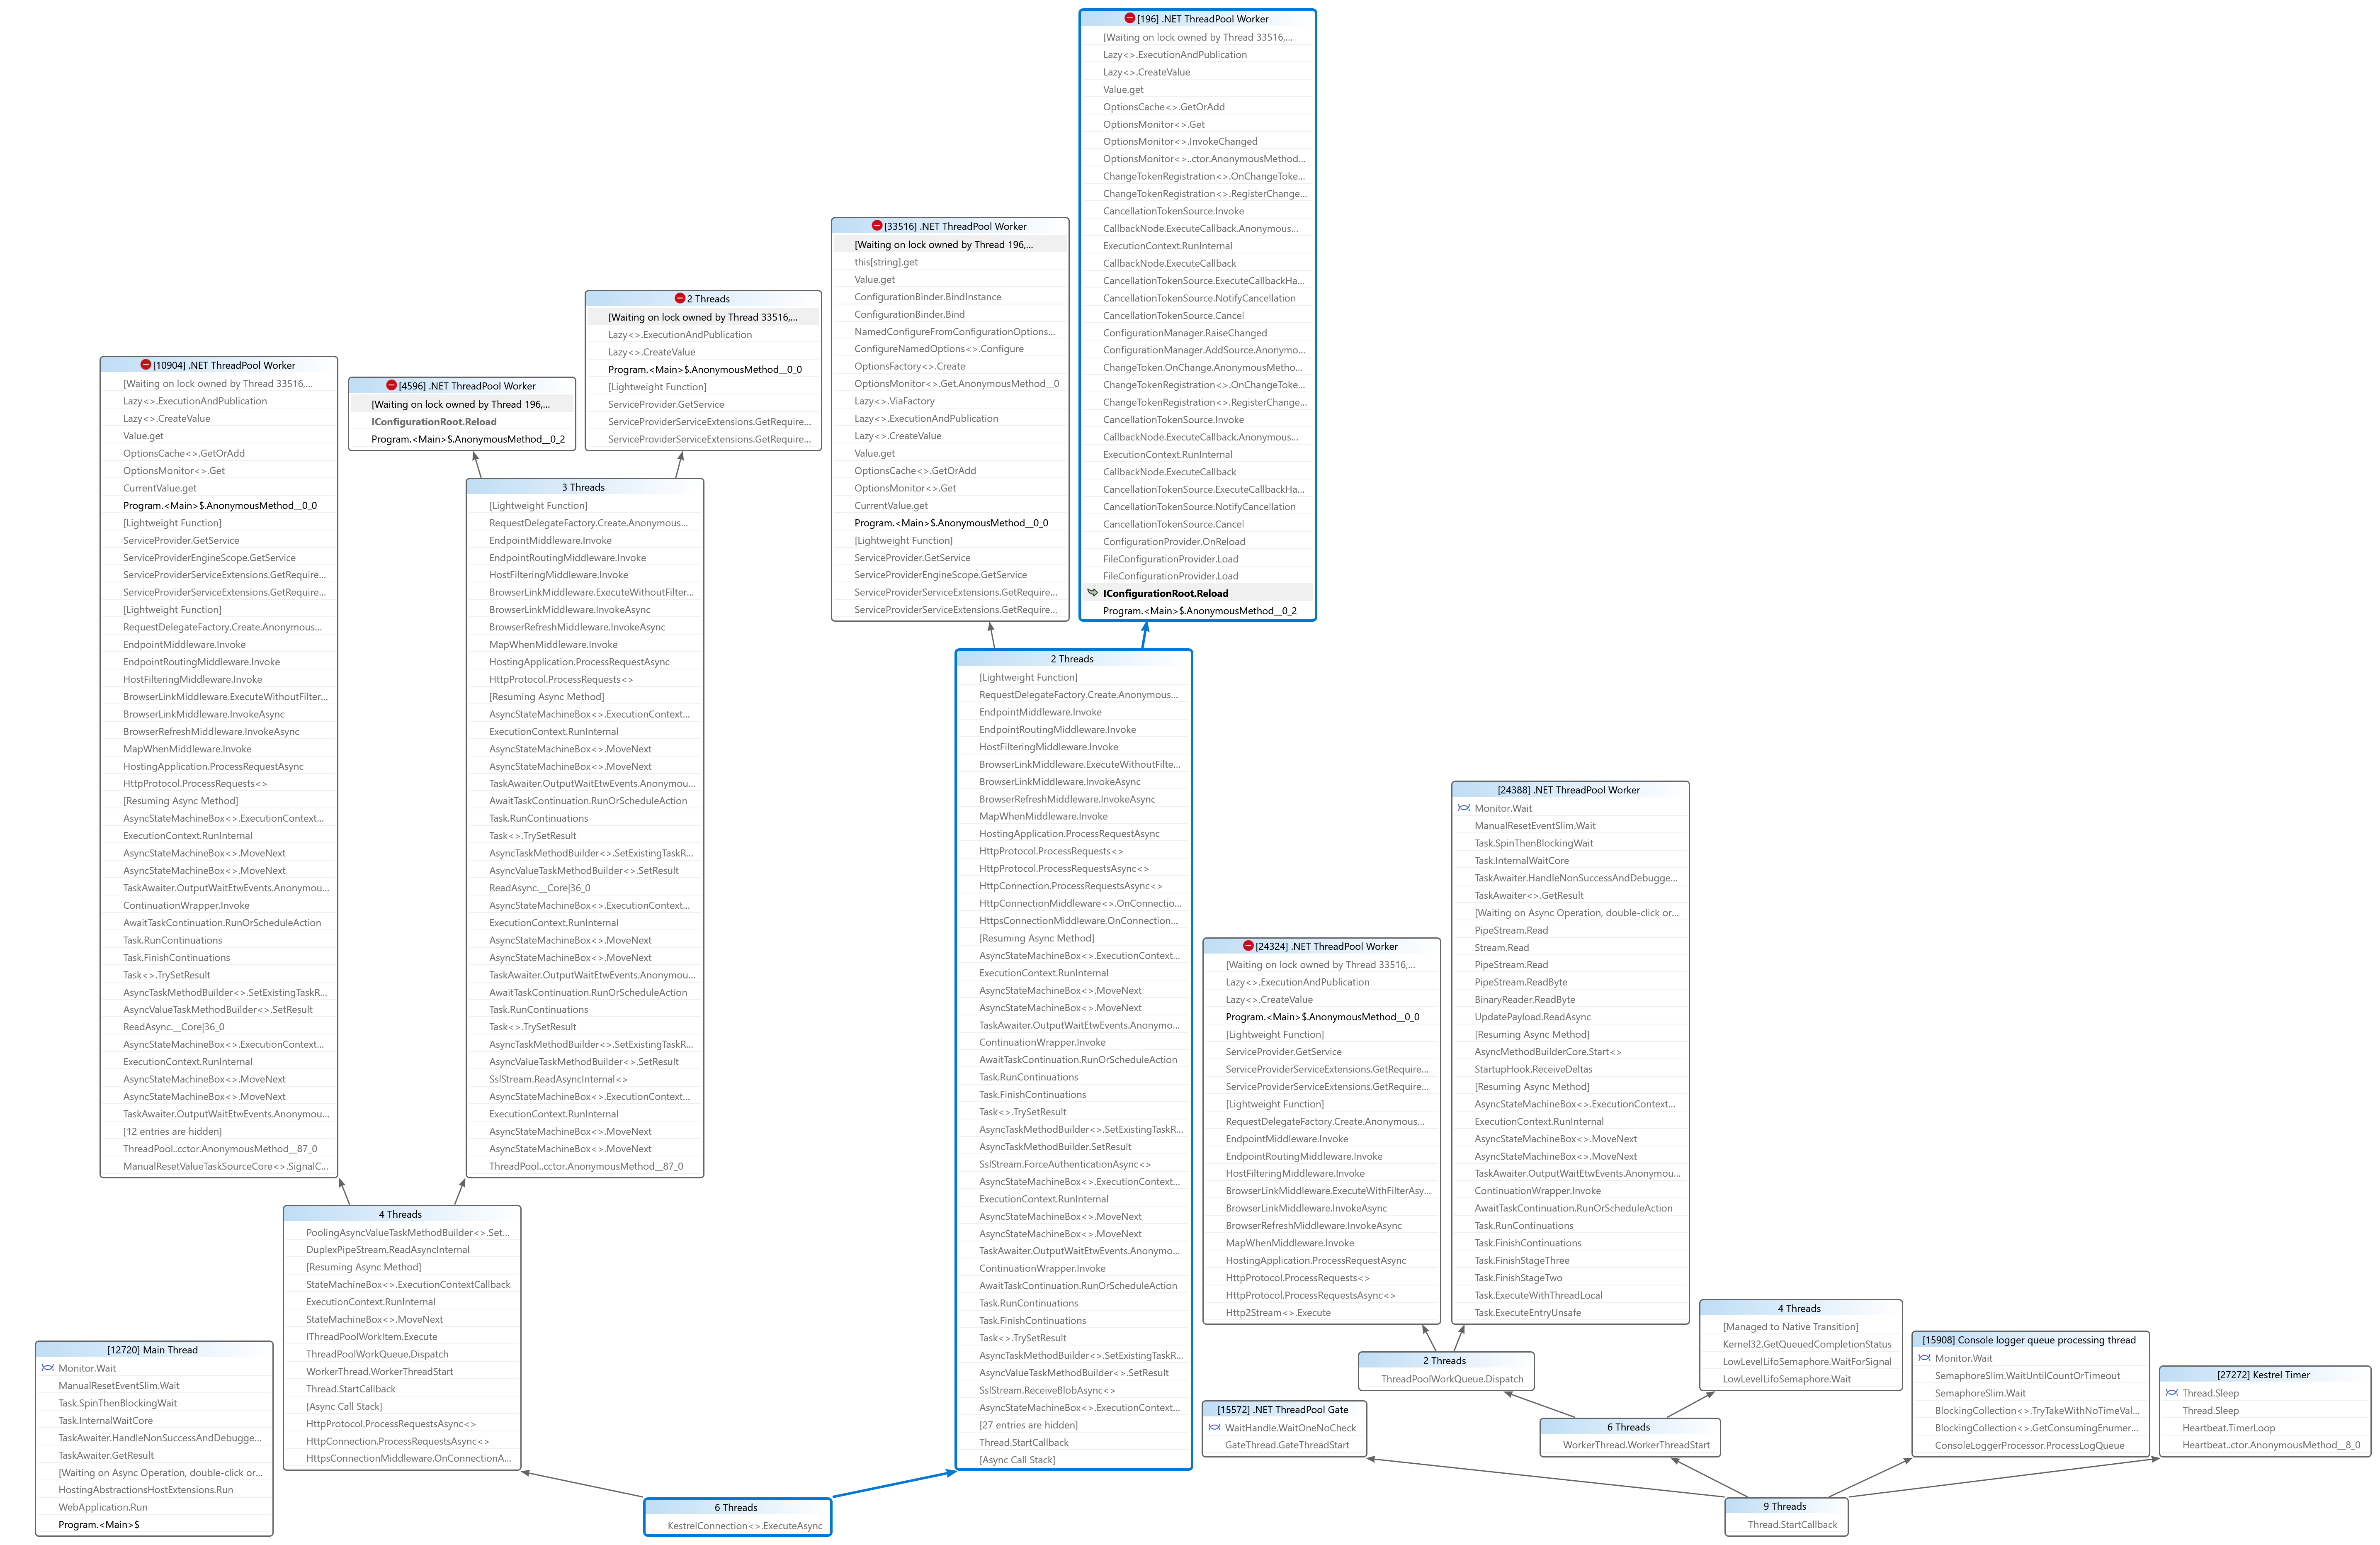 [196] .NET ThreadPool Worker
[Waiting on lock owned by Thread 33516,...
Lazy<>.ExecutionAndPublication
Lazy<>.CreateValue
Value.get
OptionsCache<>.GetOrAdd
OptionsMonitor<>.Get
OptionsMonitor<>.InvokeChanged
OptionsMonitor<>..ctor.AnonymousMethod...
ChangeTokenRegistration<>.OnChangeToke...
ChangeTokenRegistration<>.RegisterChange...
CancellationTokenSource.Invoke
CallbackNode.ExecuteCallback.Anonymous...
ExecutionContext.RunInternal
CallbackNode.ExecuteCallback
CancellationTokenSource.ExecuteCallbackHa...
CancellationTokenSource.NotifyCancellation
CancellationTokenSource.Cancel
ConfigurationManager.RaiseChanged
ConfigurationManager.AddSource.Anonymo...
ChangeToken.OnChange.AnonymousMetho...
ChangeTokenRegistration<>.OnChangeToke...
ChangeTokenRegistration<>.RegisterChange...
CancellationTokenSource.Invoke
CallbackNode.ExecuteCallback.Anonymous...
ExecutionContext.RunInternal
CallbackNode.ExecuteCallback
CancellationTokenSource.ExecuteCallbackHa...
CancellationTokenSource.NotifyCancellation
CancellationTokenSource.Cancel
ConfigurationProvider.OnReload
FileConfigurationProvider.Load
FileConfigurationProvider.Load
IConfigurationRoot.Reload
Program.<Main>$.AnonymousMethod__0_2
[33516] .NET ThreadPool Worker
[Waiting on lock owned by Thread 196,...
this[string].get
Value.get
ConfigurationBinder.BindInstance
ConfigurationBinder.Bind
NamedConfigureFromConfigurationOptions...
ConfigureNamedOptions<>.Configure
OptionsFactory<>.Create
OptionsMonitor<>.Get.AnonymousMethod__0
Lazy<>.ViaFactory
Lazy<>.ExecutionAndPublication
Lazy<>.CreateValue
Value.get
OptionsCache<>.GetOrAdd
OptionsMonitor<>.Get
CurrentValue.get
Program.<Main>$.AnonymousMethod__0_0
[Lightweight Function]
ServiceProvider.GetService
ServiceProviderEngineScope.GetService
ServiceProviderServiceExtensions.GetRequire...
ServiceProviderServiceExtensions.GetRequire...
2 Threads
[Waiting on lock owned by Thread 33516,...
Lazy<>.ExecutionAndPublication
Lazy<>.CreateValue
Program.<Main>$.AnonymousMethod__0_0
[Lightweight Function]
ServiceProvider.GetService
ServiceProviderServiceExtensions.GetRequire...
ServiceProviderServiceExtensions.GetRequire...
[4596] .NET ThreadPool Worker
[Waiting on lock owned by Thread 196,...
IConfigurationRoot.Reload
Program.<Main>$.AnonymousMethod__0_2
[10904] .NET ThreadPool Worker
[Waiting on lock owned by Thread 33516,...
Lazy<>.ExecutionAndPublication
Lazy<>.CreateValue
Value.get
OptionsCache<>.GetOrAdd
OptionsMonitor<>.Get
CurrentValue.get
Program.<Main>$.AnonymousMethod__0_0
[Lightweight Function]
ServiceProvider.GetService
ServiceProviderEngineScope.GetService
ServiceProviderServiceExtensions.GetRequire...
ServiceProviderServiceExtensions.GetRequire...
[Lightweight Function]
RequestDelegateFactory.Create.Anonymous...
EndpointMiddleware.Invoke
EndpointRoutingMiddleware.Invoke
HostFilteringMiddleware.Invoke
BrowserLinkMiddleware.ExecuteWithoutFilter...
BrowserLinkMiddleware.InvokeAsync
BrowserRefreshMiddleware.InvokeAsync
MapWhenMiddleware.Invoke
HostingApplication.ProcessRequestAsync
HttpProtocol.ProcessRequests<>
[Resuming Async Method]
AsyncStateMachineBox<>.ExecutionContext...
ExecutionContext.RunInternal
AsyncStateMachineBox<>.MoveNext
AsyncStateMachineBox<>.MoveNext
TaskAwaiter.OutputWaitEtwEvents.Anonymou...
ContinuationWrapper.Invoke
AwaitTaskContinuation.RunOrScheduleAction
Task.RunContinuations
Task.FinishContinuations
Task<>.TrySetResult
AsyncTaskMethodBuilder<>.SetExistingTaskR...
AsyncValueTaskMethodBuilder<>.SetResult
ReadAsync.__Core|36_0
AsyncStateMachineBox<>.ExecutionContext...
ExecutionContext.RunInternal
AsyncStateMachineBox<>.MoveNext
AsyncStateMachineBox<>.MoveNext
TaskAwaiter.OutputWaitEtwEvents.Anonymou...
[12 entries are hidden]
ThreadPool..cctor.AnonymousMethod__87_0
ManualResetValueTaskSourceCore<>.SignalC...
3 Threads
[Lightweight Function]
RequestDelegateFactory.Create.Anonymous...
EndpointMiddleware.Invoke
EndpointRoutingMiddleware.Invoke
HostFilteringMiddleware.Invoke
BrowserLinkMiddleware.ExecuteWithoutFilter...
BrowserLinkMiddleware.InvokeAsync
BrowserRefreshMiddleware.InvokeAsync
MapWhenMiddleware.Invoke
HostingApplication.ProcessRequestAsync
HttpProtocol.ProcessRequests<>
[Resuming Async Method]
AsyncStateMachineBox<>.ExecutionContext...
ExecutionContext.RunInternal
AsyncStateMachineBox<>.MoveNext
AsyncStateMachineBox<>.MoveNext
TaskAwaiter.OutputWaitEtwEvents.Anonymou...
AwaitTaskContinuation.RunOrScheduleAction
Task.RunContinuations
Task<>.TrySetResult
AsyncTaskMethodBuilder<>.SetExistingTaskR...
AsyncValueTaskMethodBuilder<>.SetResult
ReadAsync.__Core|36_0
AsyncStateMachineBox<>.ExecutionContext...
ExecutionContext.RunInternal
AsyncStateMachineBox<>.MoveNext
AsyncStateMachineBox<>.MoveNext
TaskAwaiter.OutputWaitEtwEvents.Anonymou...
AwaitTaskContinuation.RunOrScheduleAction
Task.RunContinuations
Task<>.TrySetResult
AsyncTaskMethodBuilder<>.SetExistingTaskR...
AsyncValueTaskMethodBuilder<>.SetResult
SslStream.ReadAsyncInternal<>
AsyncStateMachineBox<>.ExecutionContext...
ExecutionContext.RunInternal
AsyncStateMachineBox<>.MoveNext
AsyncStateMachineBox<>.MoveNext
ThreadPool..cctor.AnonymousMethod__87_0
2 Threads
[Lightweight Function]
RequestDelegateFactory.Create.Anonymous...
EndpointMiddleware.Invoke
EndpointRoutingMiddleware.Invoke
HostFilteringMiddleware.Invoke
BrowserLinkMiddleware.ExecuteWithoutFilte...
BrowserLinkMiddleware.InvokeAsync
BrowserRefreshMiddleware.InvokeAsync
MapWhenMiddleware.Invoke
HostingApplication.ProcessRequestAsync
HttpProtocol.ProcessRequests<>
HttpProtocol.ProcessRequestsAsync<>
HttpConnection.ProcessRequestsAsync<>
HttpConnectionMiddleware<>.OnConnectio...
HttpsConnectionMiddleware.OnConnection...
[Resuming Async Method]
AsyncStateMachineBox<>.ExecutionContext...
ExecutionContext.RunInternal
AsyncStateMachineBox<>.MoveNext
AsyncStateMachineBox<>.MoveNext
TaskAwaiter.OutputWaitEtwEvents.Anonymo...
ContinuationWrapper.Invoke
AwaitTaskContinuation.RunOrScheduleAction
Task.RunContinuations
Task.FinishContinuations
Task<>.TrySetResult
AsyncTaskMethodBuilder<>.SetExistingTaskR...
AsyncTaskMethodBuilder.SetResult
SslStream.ForceAuthenticationAsync<>
AsyncStateMachineBox<>.ExecutionContext...
ExecutionContext.RunInternal
AsyncStateMachineBox<>.MoveNext
AsyncStateMachineBox<>.MoveNext
TaskAwaiter.OutputWaitEtwEvents.Anonymo...
ContinuationWrapper.Invoke
AwaitTaskContinuation.RunOrScheduleAction
Task.RunContinuations
Task.FinishContinuations
Task<>.TrySetResult
AsyncTaskMethodBuilder<>.SetExistingTaskR...
AsyncValueTaskMethodBuilder<>.SetResult
SslStream.ReceiveBlobAsync<>
AsyncStateMachineBox<>.ExecutionContext...
[27 entries are hidden]
Thread.StartCallback
[Async Call Stack]
[24388] .NET ThreadPool Worker
Monitor.Wait
ManualResetEventSlim.Wait
Task.SpinThenBlockingWait
Task.InternalWaitCore
TaskAwaiter.HandleNonSuccessAndDebugge...
TaskAwaiter<>.GetResult
[Waiting on Async Operation, double-click or...
PipeStream.Read
Stream.Read
PipeStream.Read
PipeStream.ReadByte
BinaryReader.ReadByte
UpdatePayload.ReadAsync
[Resuming Async Method]
AsyncMethodBuilderCore.Start<>
StartupHook.ReceiveDeltas
[Resuming Async Method]
AsyncStateMachineBox<>.ExecutionContext...
ExecutionContext.RunInternal
AsyncStateMachineBox<>.MoveNext
AsyncStateMachineBox<>.MoveNext
TaskAwaiter.OutputWaitEtwEvents.Anonymou...
ContinuationWrapper.Invoke
AwaitTaskContinuation.RunOrScheduleAction
Task.RunContinuations
Task.FinishContinuations
Task.FinishStageThree
Task.FinishStageTwo
Task.ExecuteWithThreadLocal
Task.ExecuteEntryUnsafe
[24324] .NET ThreadPool Worker
[Waiting on lock owned by Thread 33516,...
Lazy<>.ExecutionAndPublication
Lazy<>.CreateValue
Program.<Main>$.AnonymousMethod__0_0
[Lightweight Function]
ServiceProvider.GetService
ServiceProviderServiceExtensions.GetRequire...
ServiceProviderServiceExtensions.GetRequire...
[Lightweight Function]
RequestDelegateFactory.Create.Anonymous...
EndpointMiddleware.Invoke
EndpointRoutingMiddleware.Invoke
HostFilteringMiddleware.Invoke
BrowserLinkMiddleware.ExecuteWithFilterAsy...
BrowserLinkMiddleware.InvokeAsync
BrowserRefreshMiddleware.InvokeAsync
MapWhenMiddleware.Invoke
HostingApplication.ProcessRequestAsync
HttpProtocol.ProcessRequests<>
HttpProtocol.ProcessRequestsAsync<>
Http2Stream<>.Execute
4 Threads
PoolingAsyncValueTaskMethodBuilder<>.Set...
DuplexPipeStream.ReadAsyncInternal
[Resuming Async Method]
StateMachineBox<>.ExecutionContextCallback
ExecutionContext.RunInternal
StateMachineBox<>.MoveNext
IThreadPoolWorkItem.Execute
ThreadPoolWorkQueue.Dispatch
WorkerThread.WorkerThreadStart
Thread.StartCallback
[Async Call Stack]
HttpProtocol.ProcessRequestsAsync<>
HttpConnection.ProcessRequestsAsync<>
HttpsConnectionMiddleware.OnConnectionA...
[12720] Main Thread
Monitor.Wait
ManualResetEventSlim.Wait
Task.SpinThenBlockingWait
Task.InternalWaitCore
TaskAwaiter.HandleNonSuccessAndDebugge...
TaskAwaiter.GetResult
[Waiting on Async Operation, double-click or...
HostingAbstractionsHostExtensions.Run
WebApplication.Run
Program.<Main>$
4 Threads
[Managed to Native Transition]
Kernel32.GetQueuedCompletionStatus
LowLevelLifoSemaphore.WaitForSignal
LowLevelLifoSemaphore.Wait
[15908] Console logger queue processing thread
Monitor.Wait
SemaphoreSlim.WaitUntilCountOrTimeout
SemaphoreSlim.Wait
BlockingCollection<>.TryTakeWithNoTimeVal...
BlockingCollection<>.GetConsumingEnumer...
ConsoleLoggerProcessor.ProcessLogQueue
[27272] Kestrel Timer
Thread.Sleep
Thread.Sleep
Heartbeat.TimerLoop
Heartbeat..ctor.AnonymousMethod__8_0
2 Threads
ThreadPoolWorkQueue.Dispatch
[15572] .NET ThreadPool Gate
WaitHandle.WaitOneNoCheck
GateThread.GateThreadStart
6 Threads
WorkerThread.WorkerThreadStart
6 Threads
KestrelConnection<>.ExecuteAsync
9 Threads
Thread.StartCallback